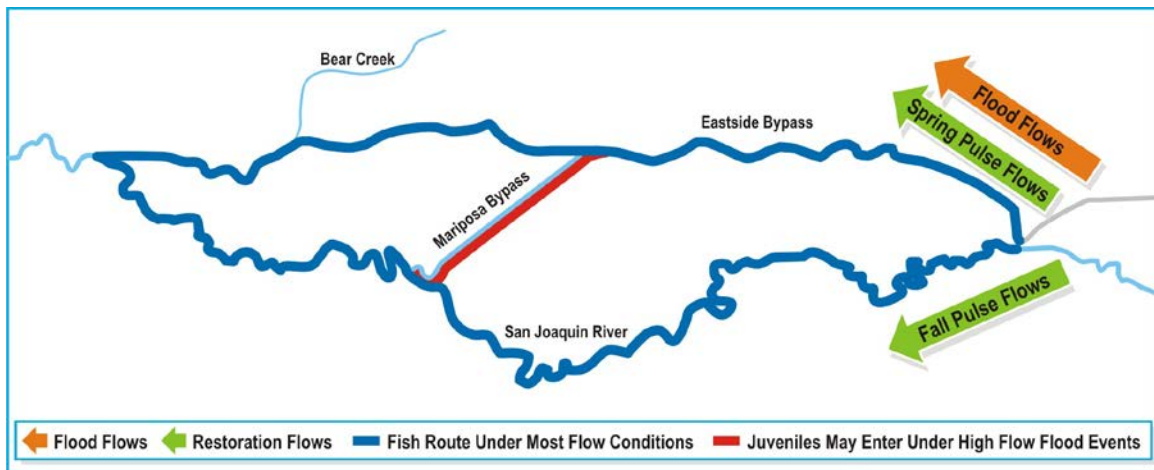 Bear Creek
Flood Flows
Spring Pulse Flows
Eastside Bypass
Mariposa Bypass
San Joaquin River
Fall Pulse Flows
Flood Flows
Restoration Flows
Fish Route Under Most Flow Conditions
Juveniles May Enter Under High Flow Flood Events